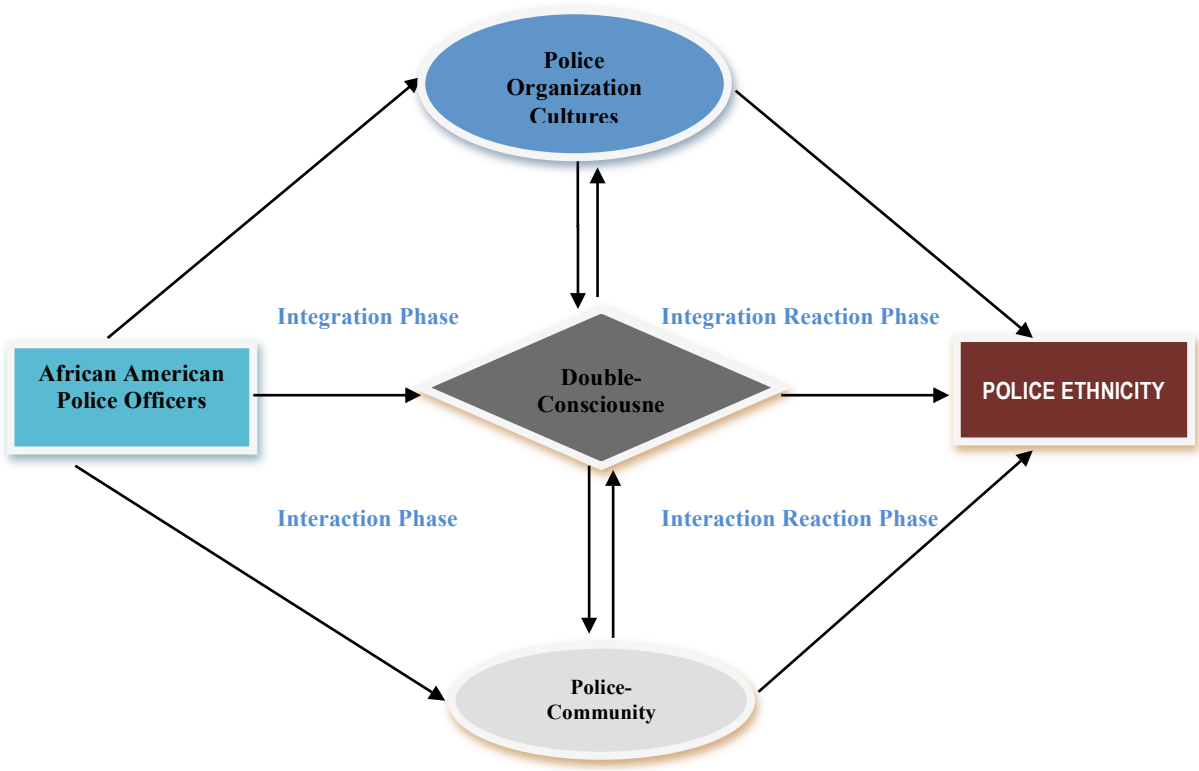 Police
Organization
Cultures
Integration Phase
Integration Reaction Phase
African American
Police Officers
Double-
Consciousne
POLICE ETHNICITY
Interaction Phase
Interaction Reaction Phase
Police-
Community